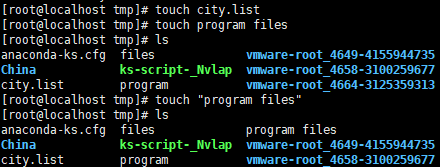 [root@localhost tmp]# touch city.list
[root@localhost tmp]# touch program files
[root@localhost tmp]# ls
anaconda-ks.cfg files vmware-root_4649-4155944735
China ks-script-_Nvlap vmware-root_4658-3100259677
city.list program vmware-root_4664-3125359313
[root@localhost tmp]# touch "program files"
[root@localhost tmp]# ls
anaconda-ks.cfg files program files
China ks-script-_Nvlap vmware-root_4649-4155944735
city.list program vmware-root_4658-3100259677